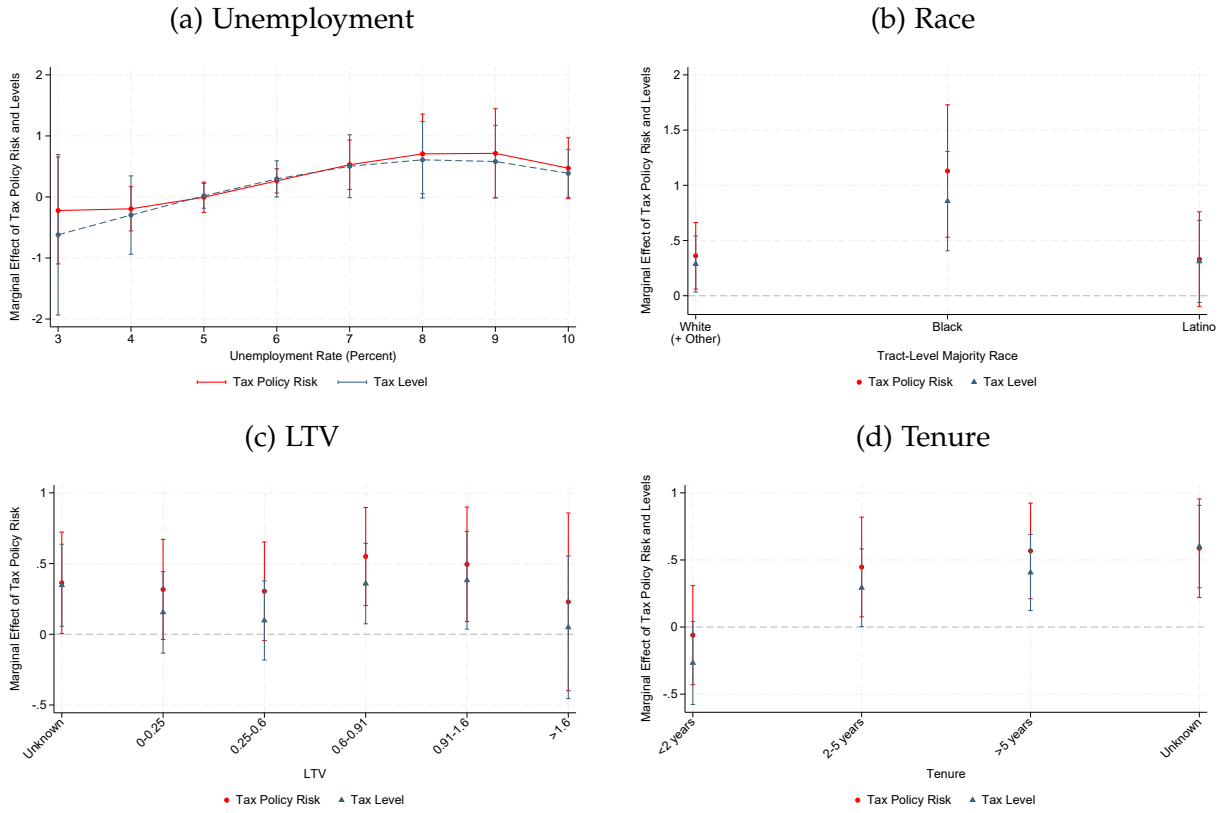 (a) Unemployment
Marginal Effect of Tax Policy Risk and Levels
2
1
0
-1
-2
3 4 5 6 7 8 9 10
Unemployment Rate (Percent)
Tax Policy Risk Tax Level
(b) Race
Marginal Effect of Tax Policy Risk and Levels
2
1.5
1
.5
0
White
(+ Other) Black Latino
Tract-Level Majority Race
Tax Policy Risk Tax Level
(c) LTV
Marginal Effect of Tax Policy Risk
1
.5
0
-.5
Unknown 0-0.25 0.25-0.6 0.6-0.91 0.91-1.6 >1.6
LTV
Tax Policy Risk Tax Level
(d) Tenure
Marginal Effect of Tax Policy Risk and Levels
1
.5
0
-.5
<2 years 2-5 years >5 years Unknown
Tenure
Tax Policy Risk Tax Level